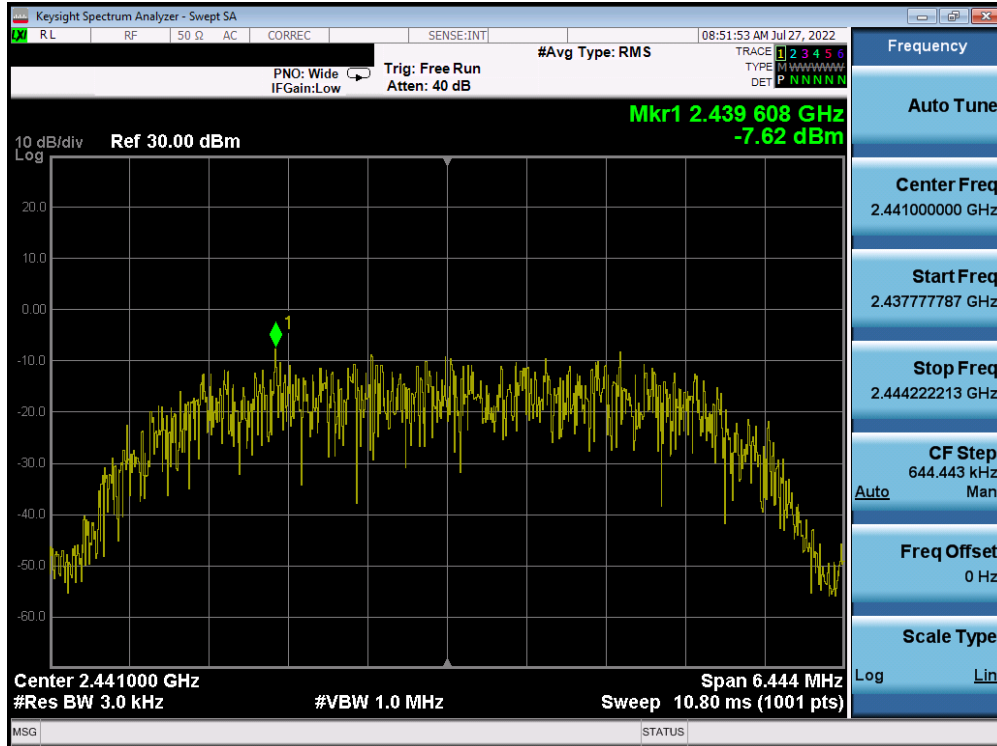 Keysight Spectrum Analyzer - Swept SA
LXI RL RF 50 Ω AC CORREC SENSE:INT 08:51:53 AM Jul 27, 2022
#Avg Type: RMS TRACE 1 2 3 4 5 6
PNO: Wide Trig: Free Run TYPE M W W W W W
IFGain:Low Atten: 40 dB DET P N N N N N
Mkr1 2.439 608 GHz
-7.62 dBm
10 dB/div Ref 30.00 dBm
Log
20.0
10.0
0.00
1
-10.0
-20.0
-30.0
-40.0
-50.0
-60.0
Center 2.441000 GHz Span 6.444 MHz
#Res BW 3.0 kHz #VBW 1.0 MHz Sweep 10.80 ms (1001 pts)
MSG STATUS
Frequency
Auto Tune
Center Freq
2.441000000 GHz
Start Freq
2.437777787 GHz
Stop Freq
2.444222213 GHz
CF Step
644.443 kHz
Auto Man
Freq Offset
0 Hz
Scale Type
Log Lin